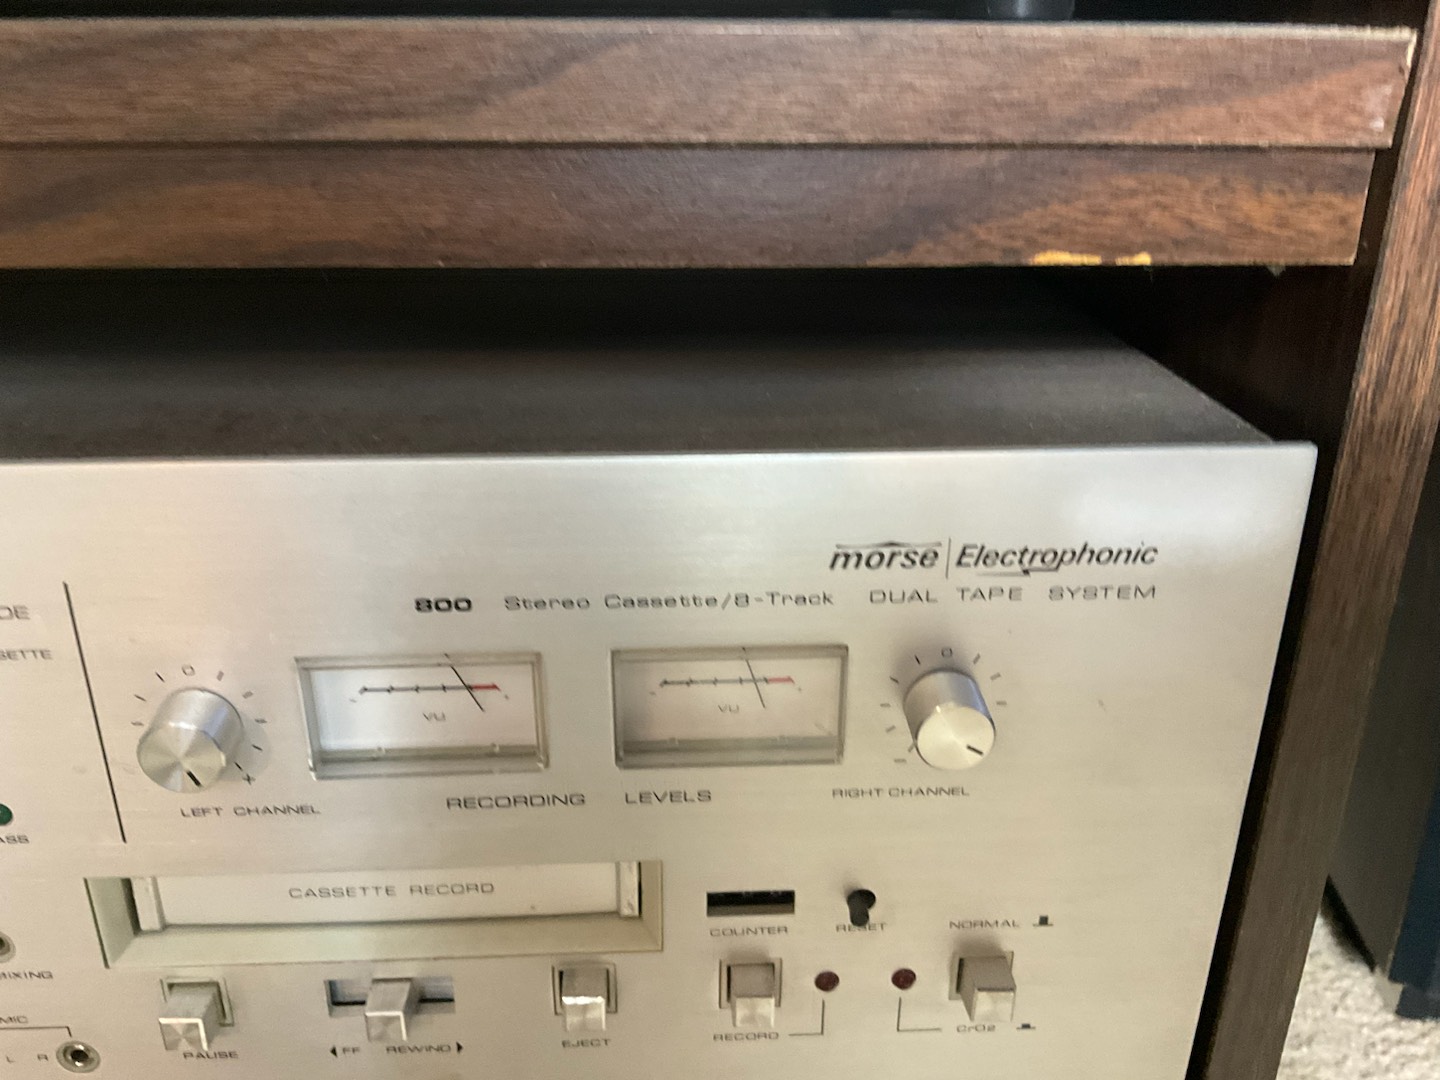 morse Electrophonic
800 Stereo Cassette/8-Track DUAL TAPE SYSTEM
0
0
VU
VU
LEFT CHANNEL
RECORDING LEVELS
RIGHT CHANNEL
CASSETTE RECORD
COUNTER
RESET
NORMAL
MIXING
MIC
L R
PAUSE
FF REWIND
EJECT
RECORD
CrO2